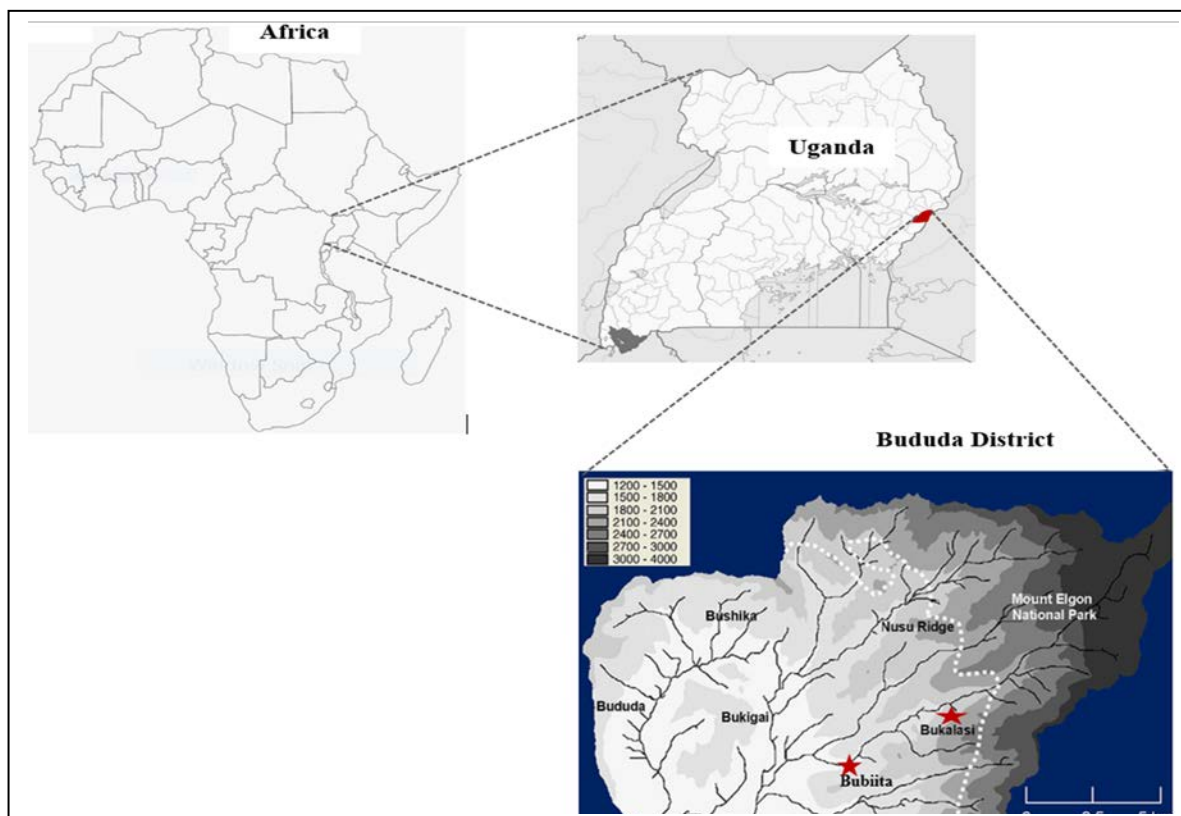 Africa
Uganda
Bududa District
1200 - 1500
1500 - 1800
1800 - 2100
2100 - 2400
2400 - 2700
2700 - 3000
3000 - 4000
Mount Elgon
National Park
Bushika
Nusu Ridge
Bududa
Bukigai
Bukalasi
Bubiita